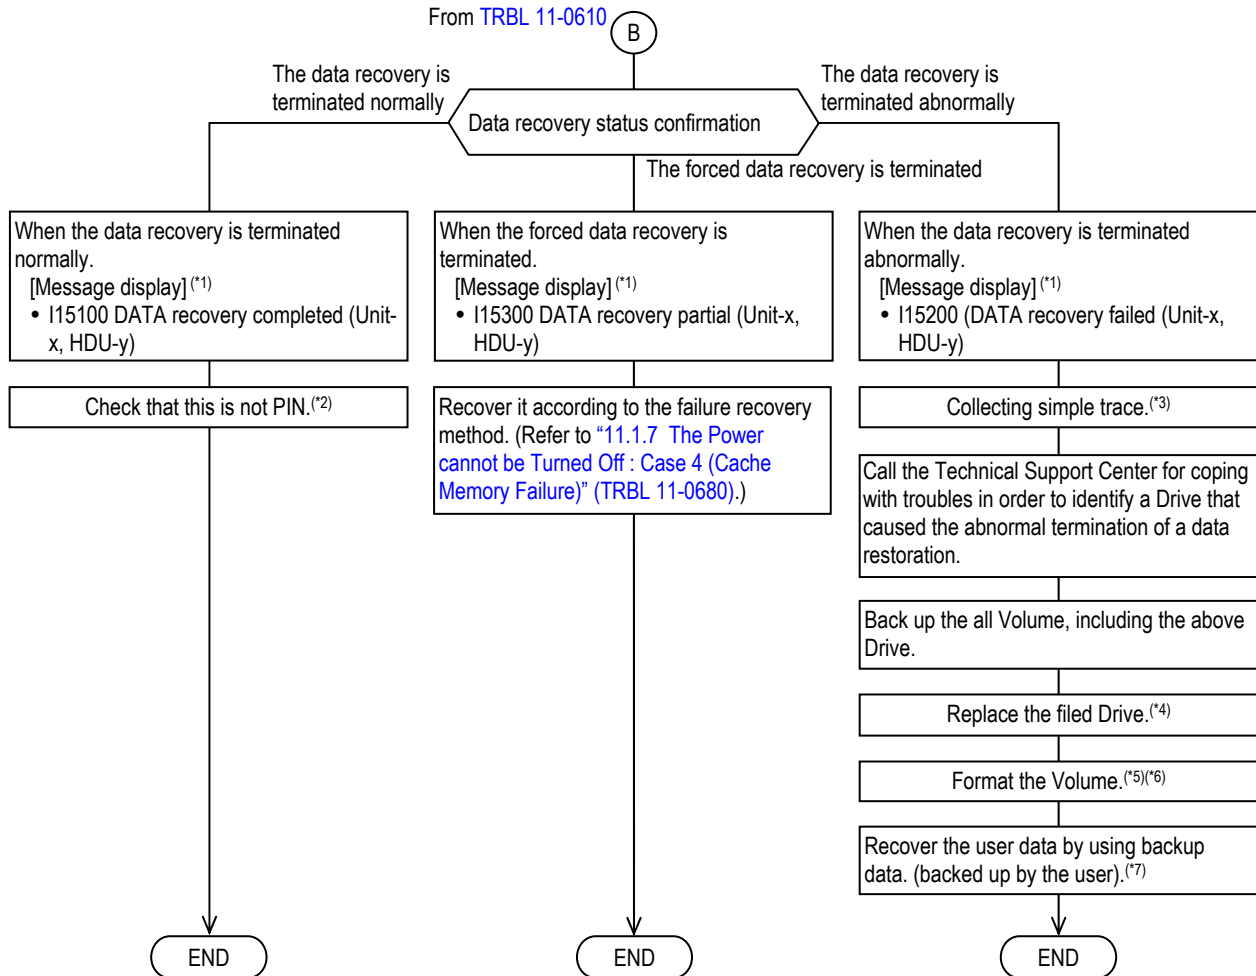 From TRBL 11-0610
B
The data recovery is
terminated normally
The data recovery is
terminated abnormally
Data recovery status confirmation
The forced data recovery is terminated
When the data recovery is terminated
normally.
[Message display] (*1)
• I15100 DATA recovery completed (Unit-
x, HDU-y)
Check that this is not PIN.(*2)
END
When the forced data recovery is
terminated.
[Message display] (*1)
• I15300 DATA recovery partial (Unit-x,
HDU-y)
Recover it according to the failure recovery
method. (Refer to “11.1.7 The Power
cannot be Turned Off : Case 4 (Cache
Memory Failure)” (TRBL 11-0680).)
END
When the data recovery is terminated
abnormally.
[Message display] (*1)
• I15200 (DATA recovery failed (Unit-x,
HDU-y)
Collecting simple trace.(*3)
Call the Technical Support Center for coping
with troubles in order to identify a Drive that
caused the abnormal termination of a data
restoration.
Back up the all Volume, including the above
Drive.
Replace the filed Drive.(*4)
Format the Volume.(*5)(*6)
Recover the user data by using backup
data. (backed up by the user).(*7)
END